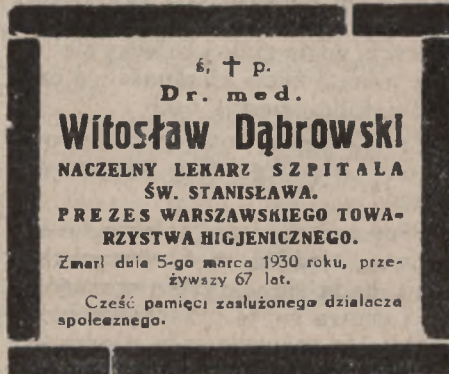 ś. † p.
Dr. med.
Witosław Dąbrowski
NACZELNY LEKARZ SZPITALA
ŚW. STANISŁAWA.
PREZES WARSZAWSKIEGO TOWA-
RZYSTWA HIGJENICZNEGO.
Zmarł dnia 5-go marca 1930 roku, prze-
żywszy 67 lat.
Cześć pamięci zasłużonego działacza
społecznego.